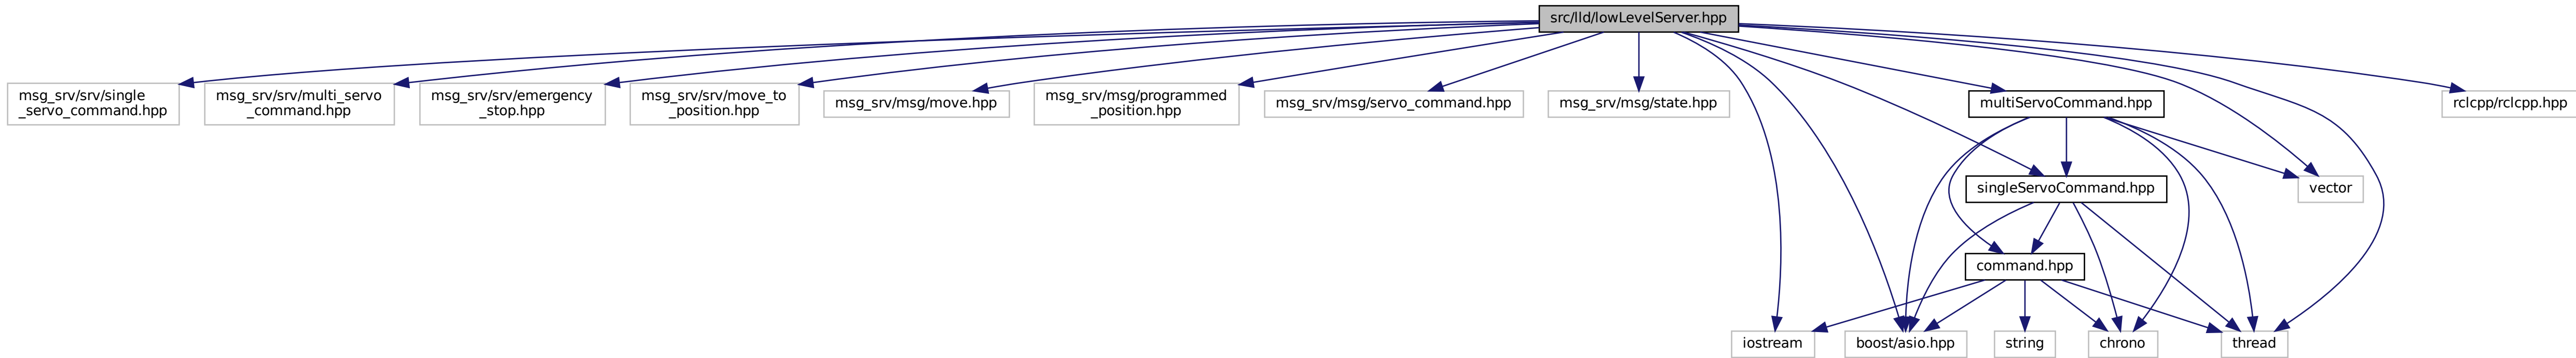 src/lld/lowLevelServer.hpp
msg_srv/srv/single
_servo_command.hpp
msg_srv/srv/multi_servo
_command.hpp
msg_srv/srv/emergency
_stop.hpp
msg_srv/srv/move_to
_position.hpp
msg_srv/msg/move.hpp
msg_srv/msg/programmed
_position.hpp
msg_srv/msg/servo_command.hpp
msg_srv/msg/state.hpp
multiServoCommand.hpp
rclcpp/rclcpp.hpp
singleServoCommand.hpp
vector
command.hpp
iostream
boost/asio.hpp
string
chrono
thread